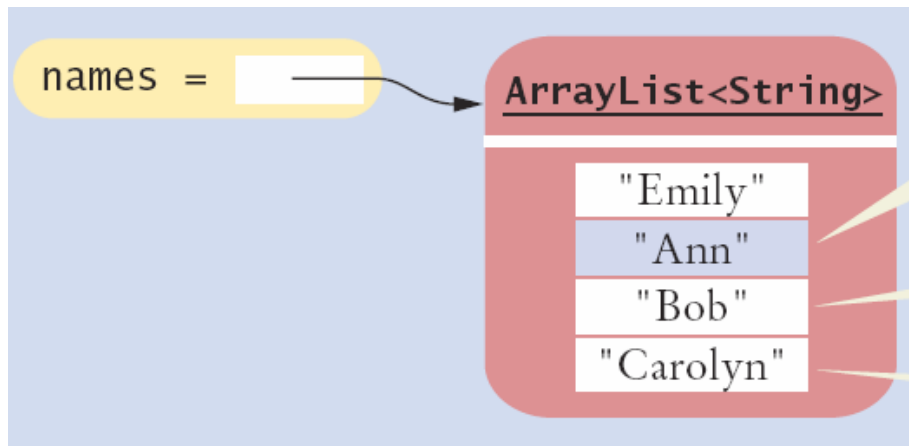 names =
ArrayList<String>
"Emily"
"Ann"
"Bob"
"Carolyn"